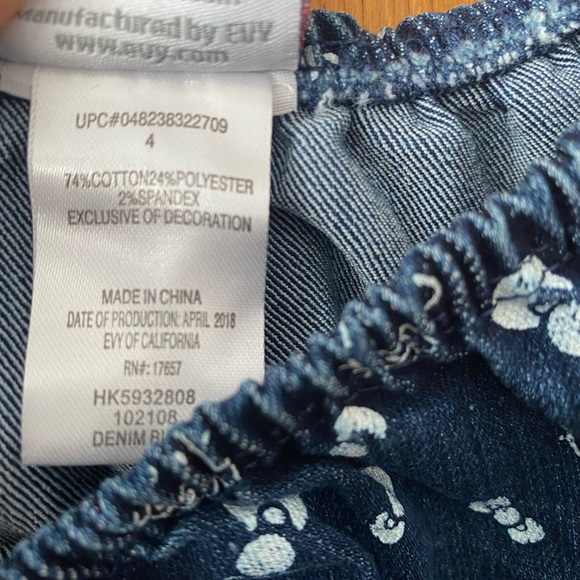 Manufactured by EVY
www.evy.com
UPC#048238322709
4
74%COTTON24%POLYESTER
2%SPANDEX
EXCLUSIVE OF DECORATION
MADE IN CHINA
DATE OF PRODUCTION: APRIL 2018
EVY OF CALIFORNIA
RN#: 17657
HK5932808
102108
DENIM